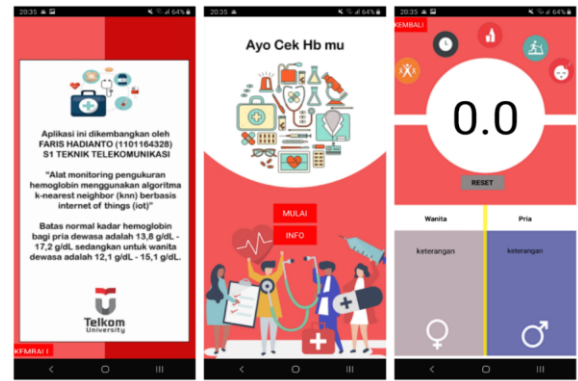 20:35 64%
Aplikasi ini dikembangkan oleh
FARIS HADIANTO (1101164328)
S1 TEKNIK TELEKOMUNIKASI
"Alat monitoring pengukuran
hemoglobin menggunakan algoritma
k-nearest neighbor (knn) berbasis
internet of things (iot)"
Batas normal kadar hemoglobin
bagi pria dewasa adalah 13,8 g/dL -
17,2 g/dL sedangkan untuk wanita
dewasa adalah 12,1 g/dL - 15,1 g/dL.
Telkom
University
KEMBALI
20:35 64%
Ayo Cek Hb mu
MULAI
INFO
20:35 64%
KEMBALI
0.0
RESET
Wanita Pria
keterangan keterangan